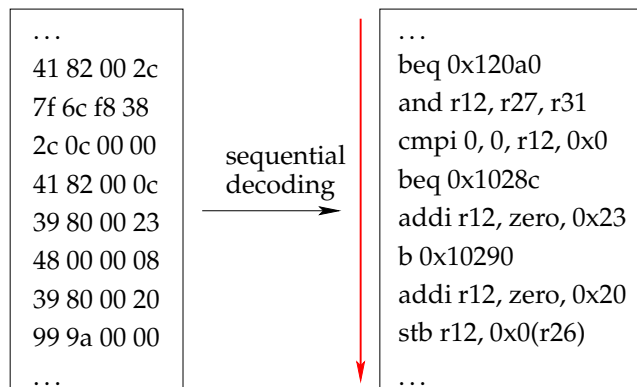 ...
41 82 00 2c
7f 6c f8 38
2c 0c 00 00
41 82 00 0c
39 80 00 23
48 00 00 08
39 80 00 20
99 9a 00 00
...
sequential
decoding
...
beq 0x120a0
and r12, r27, r31
cmpi 0, 0, r12, 0x0
beq 0x1028c
addi r12, zero, 0x23
b 0x10290
addi r12, zero, 0x20
stb r12, 0x0(r26)
...